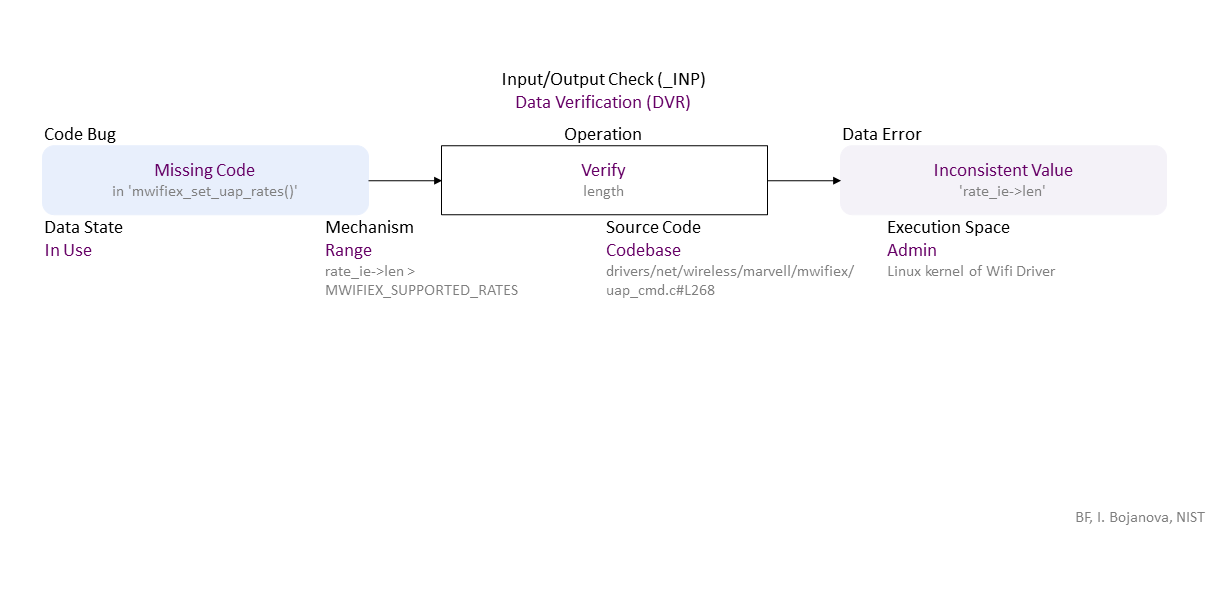 Input/Output Check (_INP)
Data Verification (DVR)
Code Bug
Operation
Data Error
Missing Code
in 'mwifiex_set_uap_rates()'
Verify
length
Inconsistent Value
'rate_ie->len'
Data State
In Use
Mechanism
Range
rate_ie->len >
MWIFIEX_SUPPORTED_RATES
Source Code
Codebase
drivers/net/wireless/marvell/mwifiex/
uap_cmd.c#L268
Execution Space
Admin
Linux kernel of Wifi Driver
BF, I. Bojanova, NIST